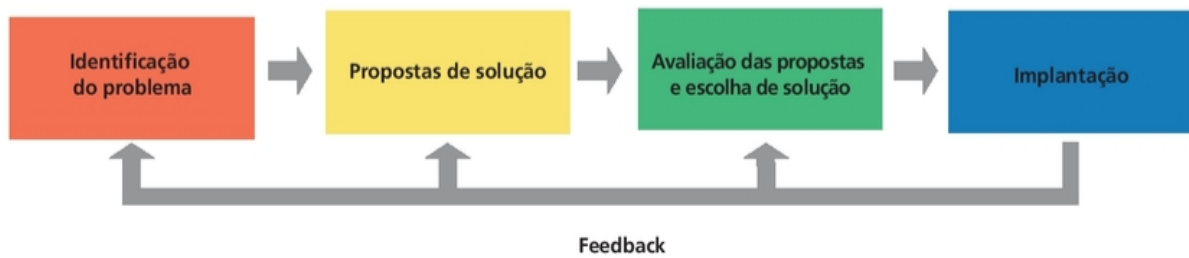 Identificação
do problema
Propostas de solução
Avaliação das propostas
e escolha de solução
Implantação
Feedback